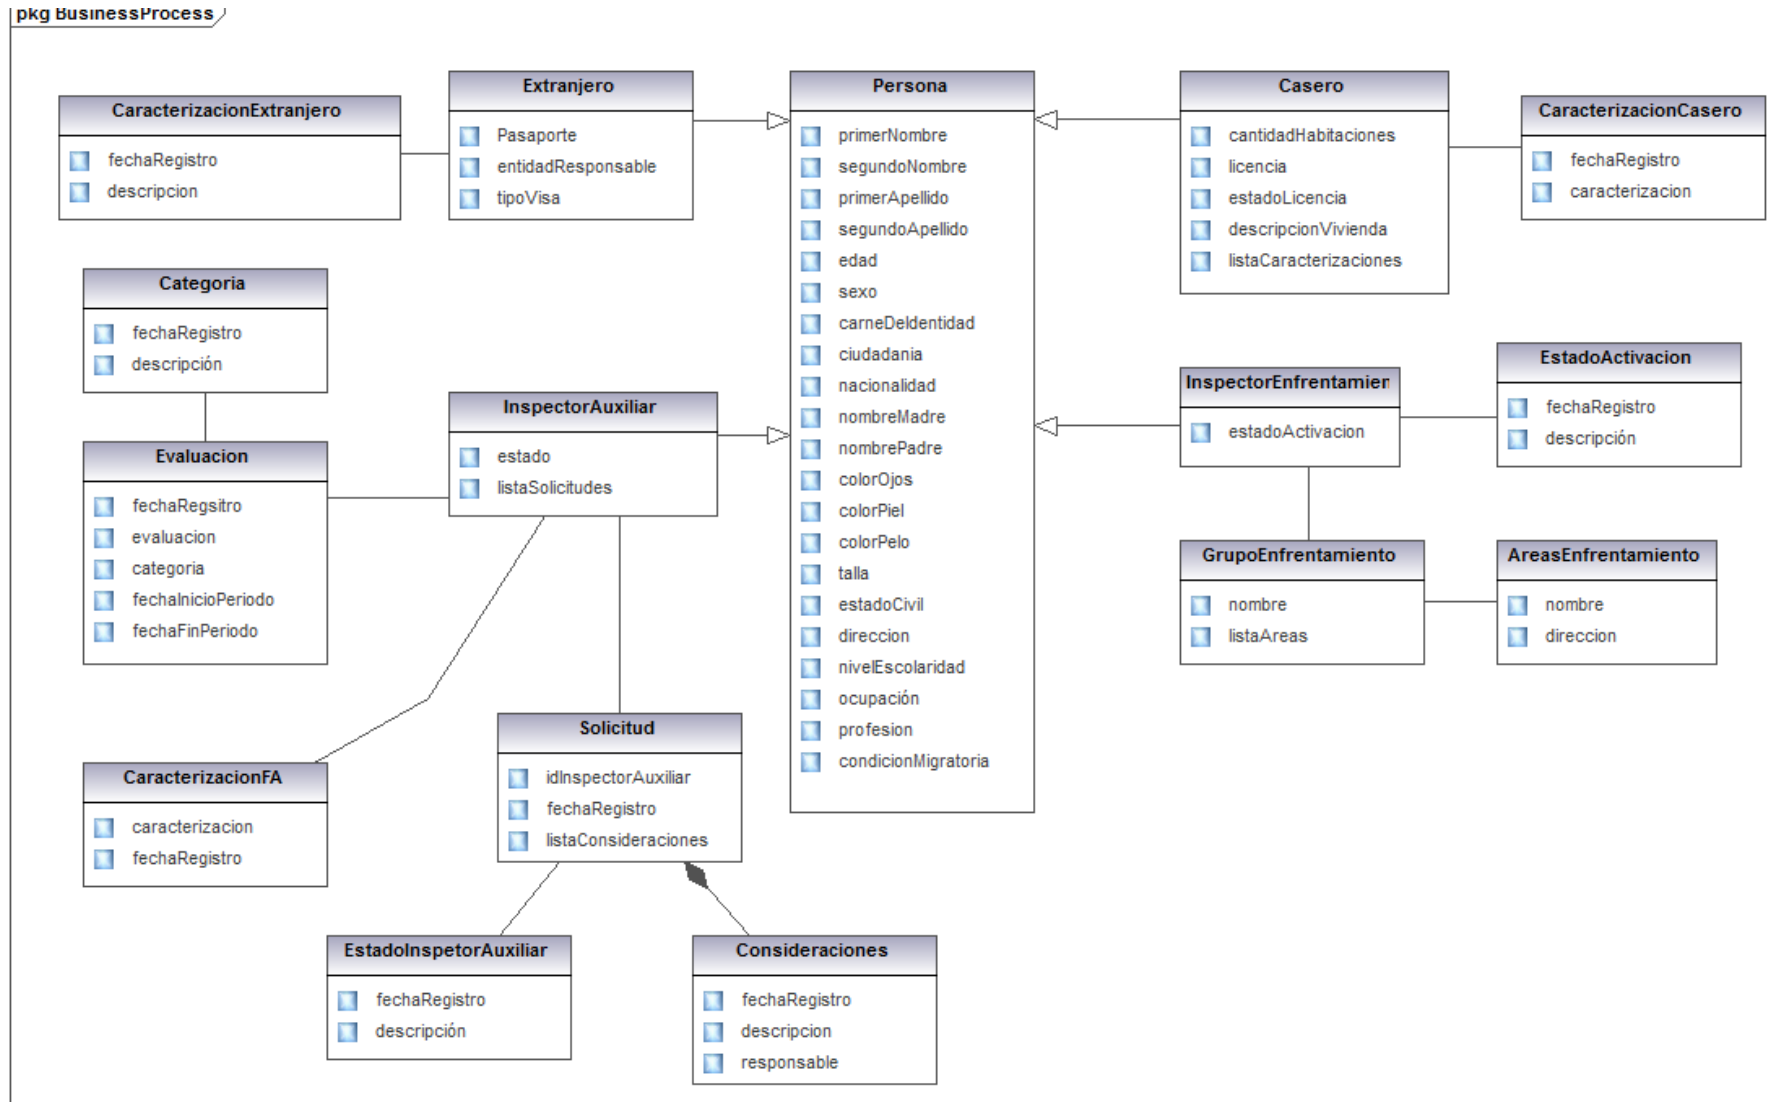 pkg BusinessProcess
CaracterizacionExtranjero
fechaRegistro
descripcion
Extranjero
Pasaporte
entidadResponsable
tipoVisa
Persona
primerNombre
segundoNombre
primerApellido
segundoApellido
edad
sexo
carneDeIdentidad
ciudadania
nacionalidad
nombreMadre
nombrePadre
colorOjos
colorPiel
colorPelo
talla
estadoCivil
direccion
nivelEscolaridad
ocupación
profesion
condicionMigratoria
Casero
cantidadHabitaciones
licencia
estadoLicencia
descripcionVivienda
listaCaracterizaciones
CaracterizacionCasero
fechaRegistro
caracterizacion
Categoria
fechaRegistro
descripción
Evaluacion
fechaRegsitro
evaluacion
categoria
fechaInicioPeriodo
fechaFinPeriodo
InspectorAuxiliar
estado
listaSolicitudes
InspectorEnfrentamien
estadoActivacion
EstadoActivacion
fechaRegistro
descripción
GrupoEnfrentamiento
nombre
listaAreas
AreasEnfrentamiento
nombre
direccion
CaracterizacionFA
caracterizacion
fechaRegistro
Solicitud
idInspectorAuxiliar
fechaRegistro
listaConsideraciones
EstadoInspetorAuxiliar
fechaRegistro
descripción
Consideraciones
fechaRegistro
descripcion
responsable